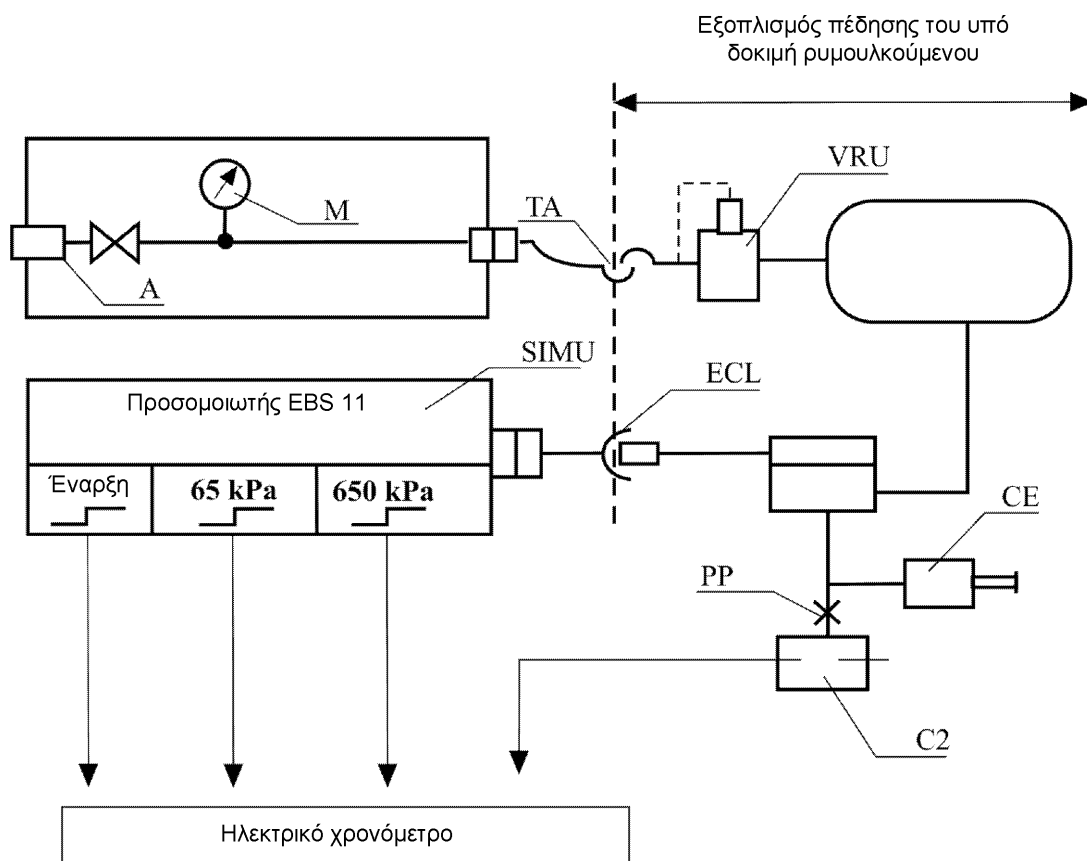 Εξοπλισμός πέδησης του υπό
δοκιμή ρυμουλκούμενου
VRU
M
TA
A
SIMU
ECL
Προσομοιωτής EBS 11
Έναρξη
65 kPa
650 kPa
CE
PP
C2
Ηλεκτρικό χρονόμετρο